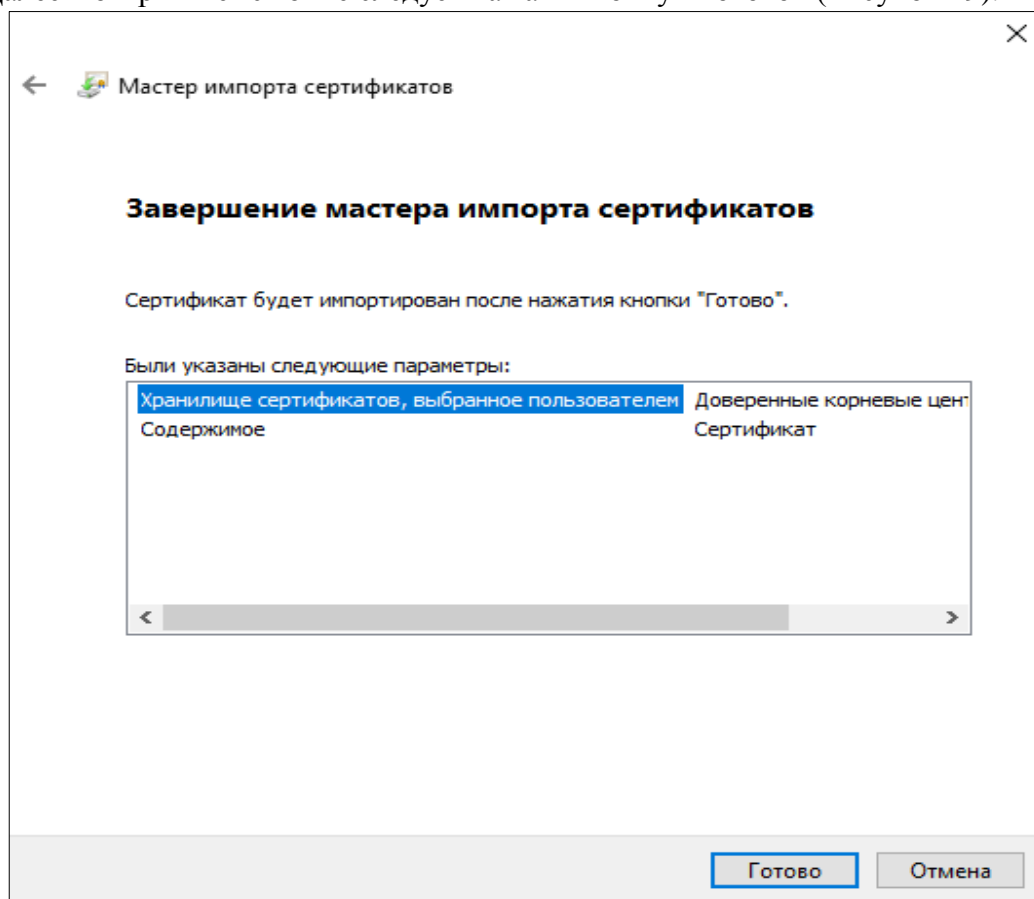 Мастер импорта сертификатов
Завершение мастера импорта сертификатов
Сертификат будет импортирован после нажатия кнопки "Готово".
Были указаны следующие параметры:
Хранилище сертификатов, выбранное пользователем Доверенные корневые цент
Содержимое Сертификат
Готово Отмена